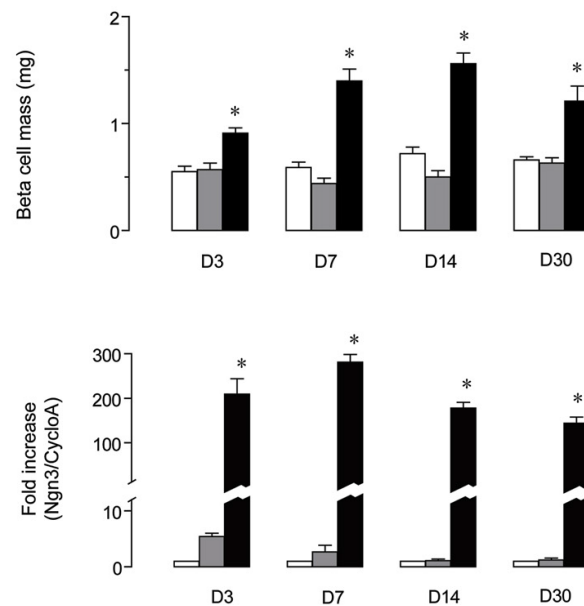 Beta cell mass (mg)
2
1
0
*
*
*
*
D3
D7
D14
D30
Fold increase
(Ngn3/CycloA)
300
200
100
10
0
*
*
*
*
D3
D7
D14
D30